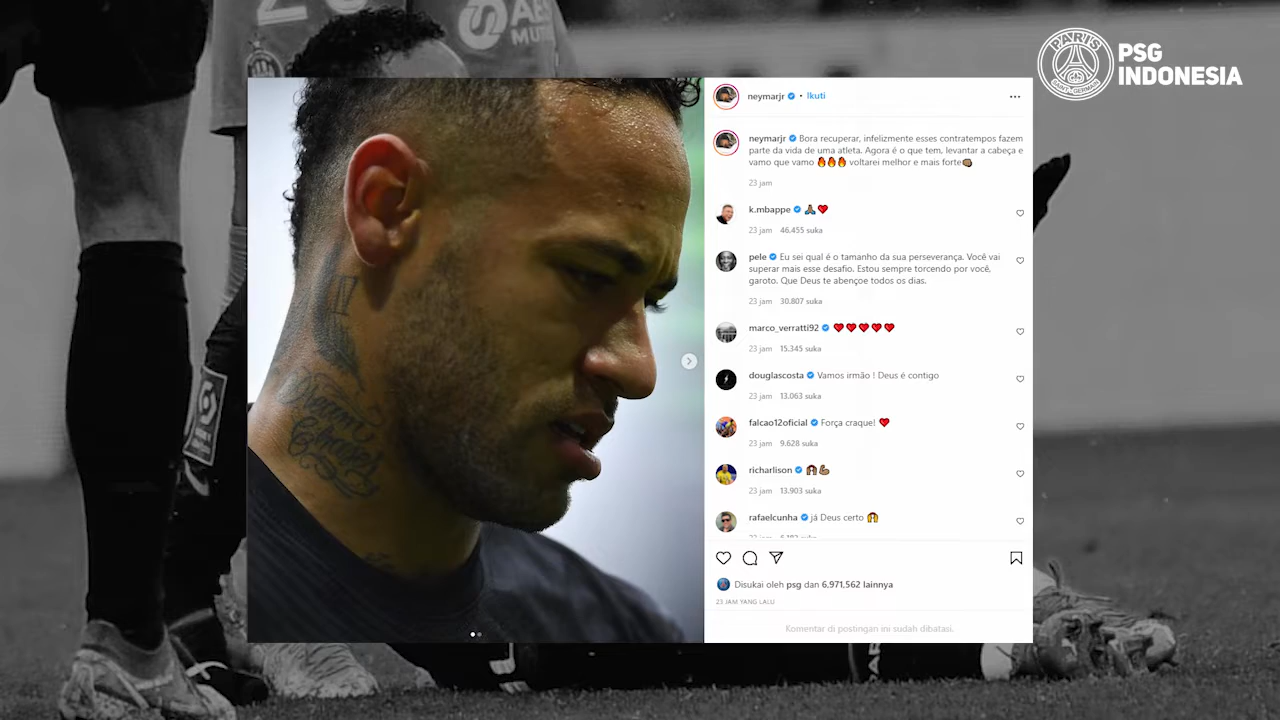 PSG
INDONESIA
PARIS
SAINT-GERMAIN
neymarjr • Ikuti
neymarjr Bora recuperar, infelizmente esses contratempos fazem
parte da vida de uma atleta. Agora é o que tem, levantar a cabeça e
vamo que vamo 🔥🔥🔥 voltarei melhor e mais forte👊🏾
23 jam
k.mbappe 🙏🏽❤️
23 jam 46.455 suka
pele Eu sei qual é o tamanho da sua perseverança. Você vai
superar mais esse desafio. Estou sempre torcendo por você,
garoto. Que Deus te abençoe todos os dias.
23 jam 30.807 suka
marco_verratti92 ❤️❤️❤️❤️❤️
23 jam 15.345 suka
douglascosta Vamos irmão ! Deus é contigo
23 jam 13.063 suka
falcao12oficial Força craque! ❤️
23 jam 9.628 suka
richarlison 🙌🏽💪🏽
23 jam 13.903 suka
rafaelcunha já Deus certo 🙌
Disukai oleh psg dan 6.971,562 lainnya
23 JAM YANG LALU
Komentar di postingan ini sudah dibatasi.